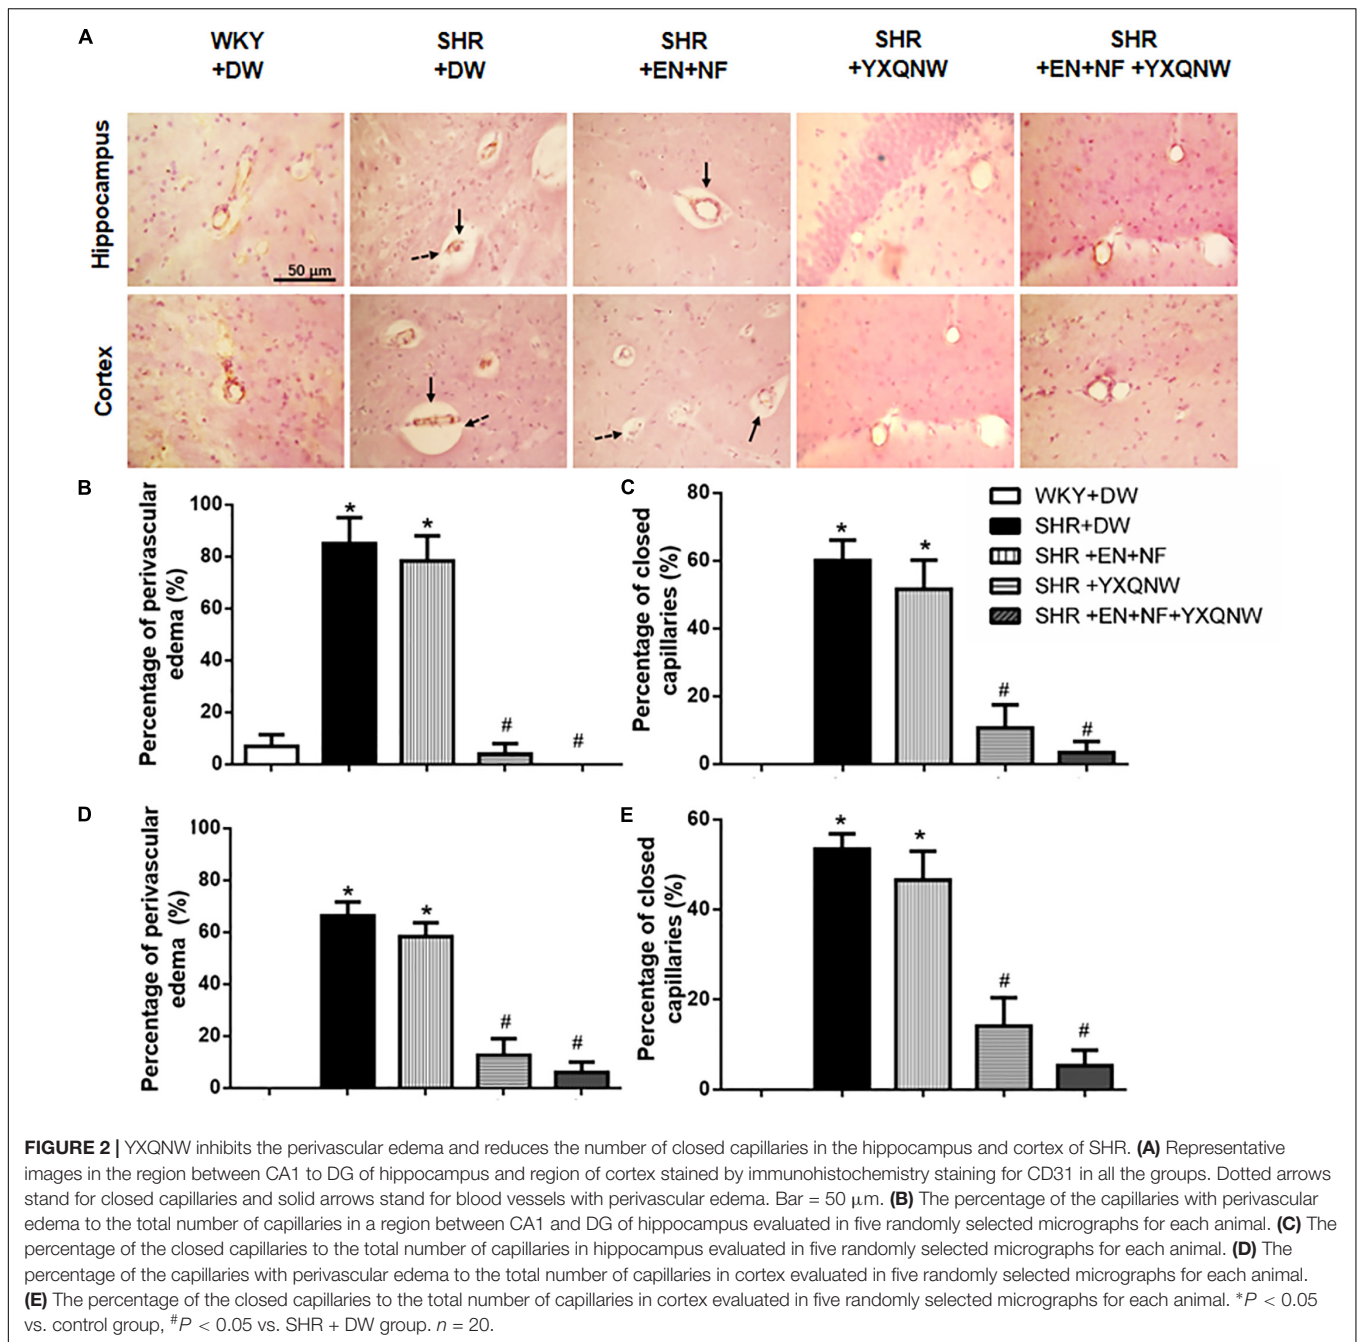 A
WKY
+DW
SHR
+DW
SHR
+EN+NF
SHR
+YXQNW
SHR
+EN+NF +YXQNW
Hippocampus
50 μm
Cortex
B
Percentage of perivascular
edema (%)
100
80
60
40
20
0
*
*
#
#
C
Percentage of closed
capillaries (%)
80
60
40
20
0
*
*
#
#
WKY+DW
SHR+DW
SHR +EN+NF
SHR +YXQNW
SHR +EN+NF+YXQNW
D
Percentage of perivascular
edema (%)
100
80
60
40
20
0
*
*
#
#
E
Percentage of closed
capillaries (%)
60
40
20
0
*
*
#
#
FIGURE 2 | YXQNW inhibits the perivascular edema and reduces the number of closed capillaries in the hippocampus and cortex of SHR. (A) Representative
images in the region between CA1 to DG of hippocampus and region of cortex stained by immunohistochemistry staining for CD31 in all the groups. Dotted arrows
stand for closed capillaries and solid arrows stand for blood vessels with perivascular edema. Bar = 50 μm. (B) The percentage of the capillaries with perivascular
edema to the total number of capillaries in a region between CA1 and DG of hippocampus evaluated in five randomly selected micrographs for each animal. (C) The
percentage of the closed capillaries to the total number of capillaries in hippocampus evaluated in five randomly selected micrographs for each animal. (D) The
percentage of the capillaries with perivascular edema to the total number of capillaries in cortex evaluated in five randomly selected micrographs for each animal.
(E) The percentage of the closed capillaries to the total number of capillaries in cortex evaluated in five randomly selected micrographs for each animal. *P < 0.05
vs. control group, #P < 0.05 vs. SHR + DW group. n = 20.